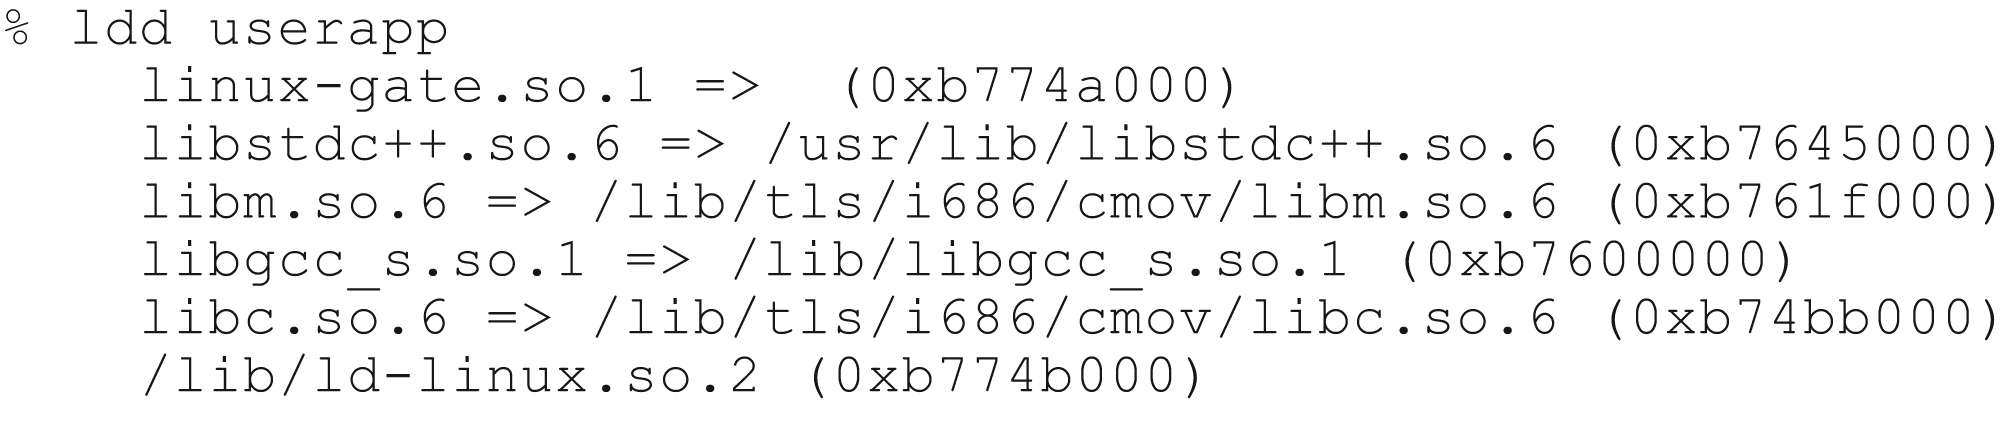 % ldd userapp
linux-gate.so.1 =>  (0xb774a000)
libstdc++.so.6 => /usr/lib/libstdc++.so.6 (0xb7645000)
libm.so.6 => /lib/tls/i686/cmov/libm.so.6 (0xb761f000)
libgcc_s.so.1 => /lib/libgcc_s.so.1 (0xb7600000)
libc.so.6 => /lib/tls/i686/cmov/libc.so.6 (0xb74bb000)
/lib/ld-linux.so.2 (0xb774b000)